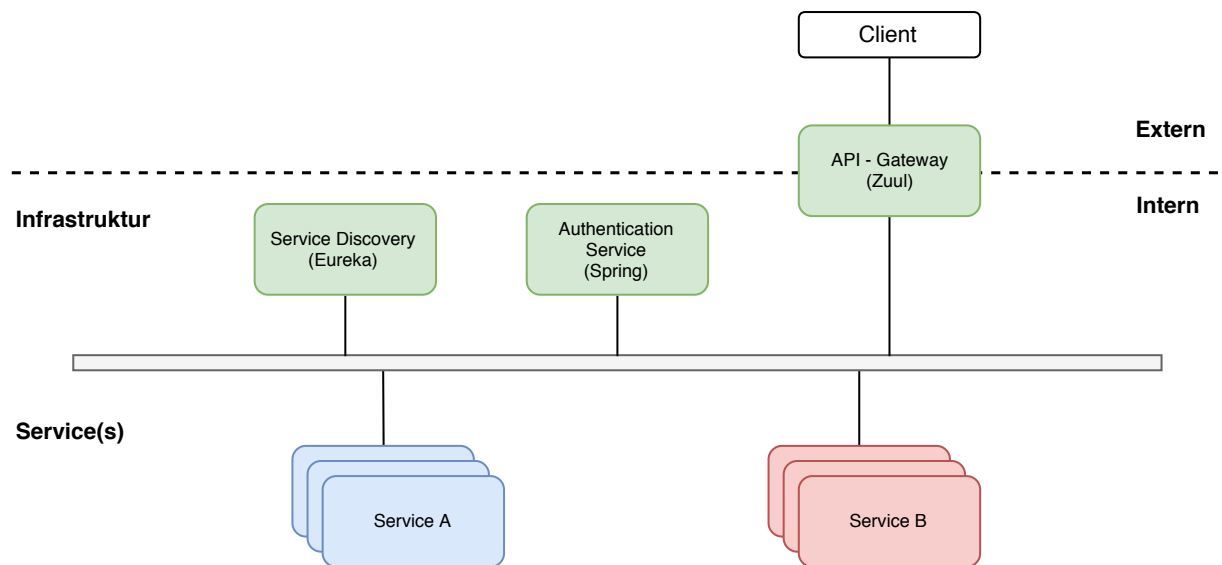 Client
Extern
API - Gateway
(Zuul)
Intern
Infrastruktur
Service Discovery
(Eureka)
Authentication
Service
(Spring)
Service(s)
Service A
Service B